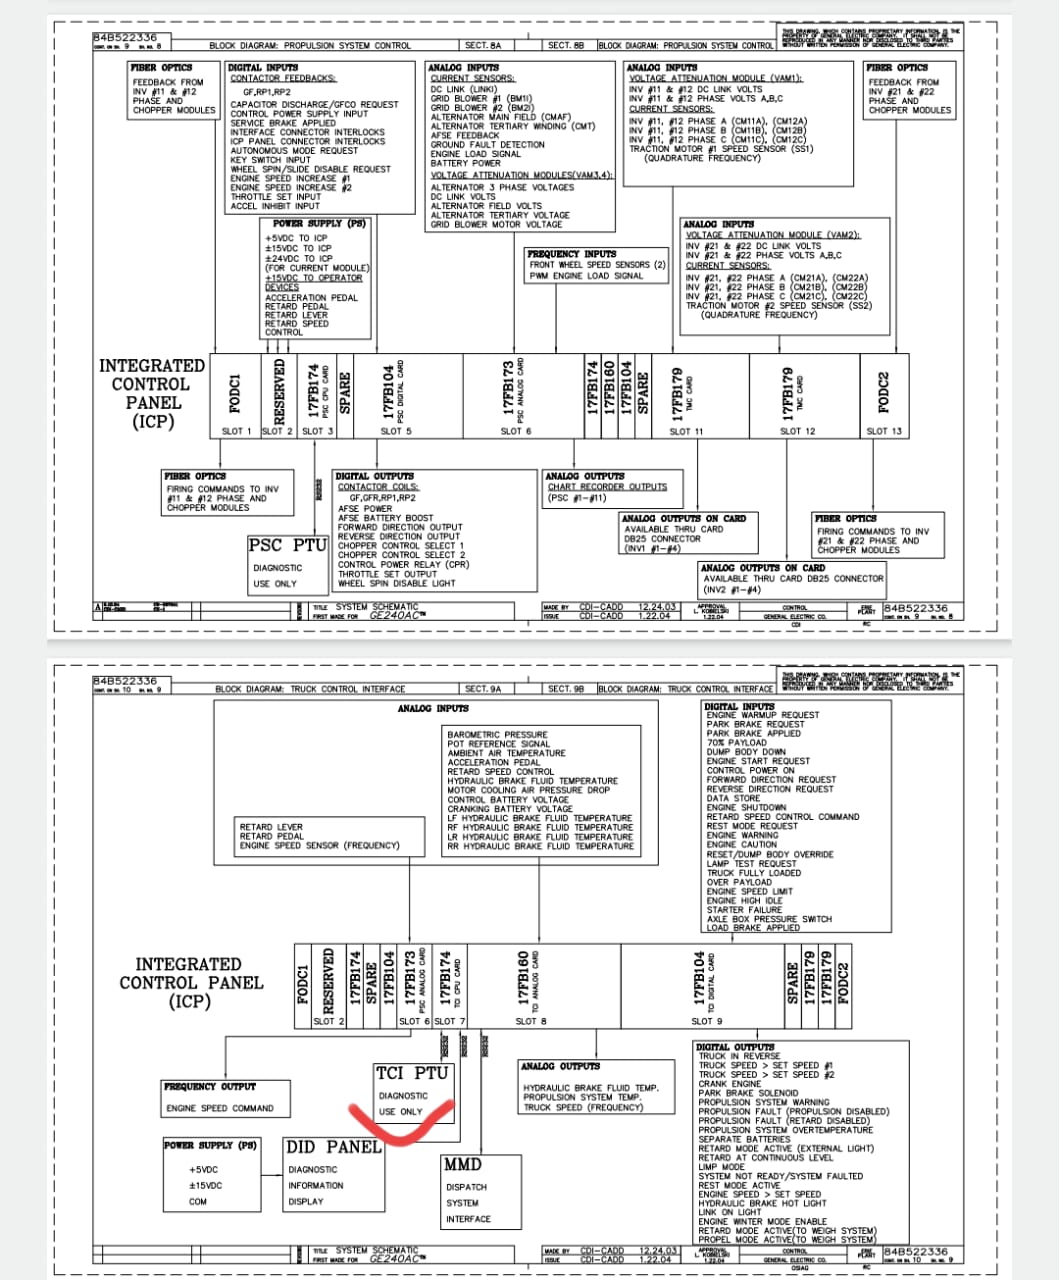 84B522336
CONT. ON SH. 9 SH. NO. 8
BLOCK DIAGRAM: PROPULSION SYSTEM CONTROL
SECT. 8A
SECT. 8B
BLOCK DIAGRAM: PROPULSION SYSTEM CONTROL
THIS DRAWING, WHICH CONTAINS PROPRIETARY INFORMATION, IS THE
PROPERTY OF GENERAL ELECTRIC COMPANY. IT SHALL NOT BE
REPRODUCED IN ANY MANNER NOR DISCLOSED TO THIRD PARTIES
WITHOUT WRITTEN PERMISSION OF GENERAL ELECTRIC COMPANY.
FIBER OPTICS
FEEDBACK FROM
INV #11 & #12
PHASE AND
CHOPPER MODULES
DIGITAL INPUTS
CONTACTOR FEEDBACKS:
GF,RP1,RP2
CAPACITOR DISCHARGE/GFCO REQUEST
CONTROL POWER SUPPLY INPUT
SERVICE BRAKE APPLIED
INTERFACE CONNECTOR INTERLOCKS
ICP PANEL CONNECTOR INTERLOCKS
AUTONOMOUS MODE REQUEST
KEY SWITCH INPUT
WHEEL SPIN/SLIDE DISABLE REQUEST
ENGINE SPEED INCREASE #1
ENGINE SPEED INCREASE #2
THROTTLE SET INPUT
ACCEL INHIBIT INPUT
ANALOG INPUTS
CURRENT SENSORS:
DC LINK (LINKI)
GRID BLOWER #1 (BM1I)
GRID BLOWER #2 (BM2I)
ALTERNATOR MAIN FIELD (CMAF)
ALTERNATOR TERTIARY WINDING (CMT)
AFSE FEEDBACK
GROUND FAULT DETECTION
ENGINE LOAD SIGNAL
BATTERY POWER
VOLTAGE ATTENUATION MODULES(VAM3,4):
ALTERNATOR 3 PHASE VOLTAGES
DC LINK VOLTS
ALTERNATOR FIELD VOLTS
ALTERNATOR TERTIARY VOLTAGE
GRID BLOWER MOTOR VOLTAGE
ANALOG INPUTS
VOLTAGE ATTENUATION MODULE (VAM1):
INV #11 & #12 DC LINK VOLTS
INV #11 & #12 PHASE VOLTS A,B,C
CURRENT SENSORS:
INV #11, #12 PHASE A (CM11A), (CM12A)
INV #11, #12 PHASE B (CM11B), (CM12B)
INV #11, #12 PHASE C (CM11C), (CM12C)
TRACTION MOTOR #1 SPEED SENSOR (SS1)
(QUADRATURE FREQUENCY)
FIBER OPTICS
FEEDBACK FROM
INV #21 & #22
PHASE AND
CHOPPER MODULES
POWER SUPPLY (PS)
+5VDC TO ICP
±15VDC TO ICP
±24VDC TO ICP
(FOR CURRENT MODULE)
+15VDC TO OPERATOR
DEVICES
ACCELERATION PEDAL
RETARD PEDAL
RETARD LEVER
RETARD SPEED
CONTROL
FREQUENCY INPUTS
FRONT WHEEL SPEED SENSORS (2)
PWM ENGINE LOAD SIGNAL
ANALOG INPUTS
VOLTAGE ATTENUATION MODULE (VAM2):
INV #21 & #22 DC LINK VOLTS
INV #21 & #22 PHASE VOLTS A,B,C
CURRENT SENSORS:
INV #21, #22 PHASE A (CM21A), (CM22A)
INV #21, #22 PHASE B (CM21B), (CM22B)
INV #21, #22 PHASE C (CM21C), (CM22C)
TRACTION MOTOR #2 SPEED SENSOR (SS2)
(QUADRATURE FREQUENCY)
INTEGRATED
CONTROL
PANEL
(ICP)
FODC1
SLOT 1
RESERVED
SLOT 2
17FB174
PSC CPU CARD
SLOT 3
SPARE
17FB104
PSC DIGITAL CARD
SLOT 5
17FB173
PSC ANALOG CARD
SLOT 6
17FB174
17FB160
17FB104
SPARE
17FB179
TMC CARD
SLOT 11
17FB179
TMC CARD
SLOT 12
FODC2
SLOT 13
FIBER OPTICS
FIRING COMMANDS TO INV
#11 & #12 PHASE AND
CHOPPER MODULES
RS232
PSC PTU
DIAGNOSTIC
USE ONLY
DIGITAL OUTPUTS
CONTACTOR COILS:
GF,GFR,RP1,RP2
AFSE POWER
AFSE BATTERY BOOST
FORWARD DIRECTION OUTPUT
REVERSE DIRECTION OUTPUT
CHOPPER CONTROL SELECT 1
CHOPPER CONTROL SELECT 2
CONTROL POWER RELAY (CPR)
THROTTLE SET OUTPUT
WHEEL SPIN DISABLE LIGHT
ANALOG OUTPUTS
CHART RECORDER OUTPUTS
(PSC #1-#11)
ANALOG OUTPUTS ON CARD
AVAILABLE THRU CARD
DB25 CONNECTOR
(INV1 #1-#4)
FIBER OPTICS
FIRING COMMANDS TO INV
#21 & #22 PHASE AND
CHOPPER MODULES
ANALOG OUTPUTS ON CARD
AVAILABLE THRU CARD DB25 CONNECTOR
(INV2 #1-#4)
A
TITLE SYSTEM SCHEMATIC
FIRST MADE FOR GE240AC™
MADE BY CDI-CADD 12.24.03
ISSUE CDI-CADD 1.22.04
APPROVAL
L. KOBELSKI
1.22.04
CONTROL
GENERAL ELECTRIC CO.
CDI
ERIE
PLANT
RC
84B522336
CONT. ON SH. 9 SH. NO. 8
84B522336
CONT. ON SH. 10 SH. NO. 9
BLOCK DIAGRAM: TRUCK CONTROL INTERFACE
SECT. 9A
SECT. 9B
BLOCK DIAGRAM: TRUCK CONTROL INTERFACE
THIS DRAWING, WHICH CONTAINS PROPRIETARY INFORMATION, IS THE
PROPERTY OF GENERAL ELECTRIC COMPANY. IT SHALL NOT BE
REPRODUCED IN ANY MANNER NOR DISCLOSED TO THIRD PARTIES
WITHOUT WRITTEN PERMISSION OF GENERAL ELECTRIC COMPANY.
ANALOG INPUTS
RETARD LEVER
RETARD PEDAL
ENGINE SPEED SENSOR (FREQUENCY)
BAROMETRIC PRESSURE
POT REFERENCE SIGNAL
AMBIENT AIR TEMPERATURE
ACCELERATION PEDAL
RETARD SPEED CONTROL
HYDRAULIC BRAKE FLUID TEMPERATURE
MOTOR COOLING AIR PRESSURE DROP
CONTROL BATTERY VOLTAGE
CRANKING BATTERY VOLTAGE
LF HYDRAULIC BRAKE FLUID TEMPERATURE
RF HYDRAULIC BRAKE FLUID TEMPERATURE
LR HYDRAULIC BRAKE FLUID TEMPERATURE
RR HYDRAULIC BRAKE FLUID TEMPERATURE
DIGITAL INPUTS
ENGINE WARMUP REQUEST
PARK BRAKE REQUEST
PARK BRAKE APPLIED
70% PAYLOAD
DUMP BODY DOWN
ENGINE START REQUEST
CONTROL POWER ON
FORWARD DIRECTION REQUEST
REVERSE DIRECTION REQUEST
DATA STORE
ENGINE SHUTDOWN
RETARD SPEED CONTROL COMMAND
REST MODE REQUEST
ENGINE WARNING
ENGINE CAUTION
RESET/DUMP BODY OVERRIDE
LAMP TEST REQUEST
TRUCK FULLY LOADED
OVER PAYLOAD
ENGINE SPEED LIMIT
ENGINE HIGH IDLE
STARTER FAILURE
AXLE BOX PRESSURE SWITCH
LOAD BRAKE APPLIED
INTEGRATED
CONTROL PANEL
(ICP)
FODC1
RESERVED
SLOT 2
17FB174
SPARE
17FB104
17FB173
PSC ANALOG CARD
SLOT 6
17FB174
TCI CPU CARD
SLOT 7
17FB160
TCI ANALOG CARD
SLOT 8
17FB104
TCI DIGITAL CARD
SLOT 9
SPARE
17FB179
17FB179
FODC2
RS232
RS232
RS232
FREQUENCY OUTPUT
ENGINE SPEED COMMAND
TCI PTU
DIAGNOSTIC
USE ONLY
ANALOG OUTPUTS
HYDRAULIC BRAKE FLUID TEMP.
PROPULSION SYSTEM TEMP.
TRUCK SPEED (FREQUENCY)
DIGITAL OUTPUTS
TRUCK IN REVERSE
TRUCK SPEED > SET SPEED #1
TRUCK SPEED > SET SPEED #2
CRANK ENGINE
PARK BRAKE SOLENOID
PROPULSION SYSTEM WARNING
PROPULSION FAULT (PROPULSION DISABLED)
PROPULSION FAULT (RETARD DISABLED)
PROPULSION SYSTEM OVERTEMPERATURE
SEPARATE BATTERIES
RETARD MODE ACTIVE (EXTERNAL LIGHT)
RETARD AT CONTINUOUS LEVEL
LIMP MODE
SYSTEM NOT READY/SYSTEM FAULTED
REST MODE ACTIVE
ENGINE SPEED > SET SPEED
HYDRAULIC BRAKE HOT LIGHT
LINK ON LIGHT
ENGINE WINTER MODE ENABLE
RETARD MODE ACTIVE(TO WEIGH SYSTEM)
PROPEL MODE ACTIVE(TO WEIGH SYSTEM)
POWER SUPPLY (PS)
+5VDC
±15VDC
COM
DID PANEL
DIAGNOSTIC
INFORMATION
DISPLAY
MMD
DISPATCH
SYSTEM
INTERFACE
TITLE SYSTEM SCHEMATIC
FIRST MADE FOR GE240AC™
MADE BY CDI-CADD 12.24.03
ISSUE CDI-CADD 1.22.04
APPROVAL
L. KOBELSKI
1.22.04
CONTROL
GENERAL ELECTRIC CO.
OSIAG
ERIE
PLANT
RC
84B522336
CONT. ON SH. 10 SH. NO. 9